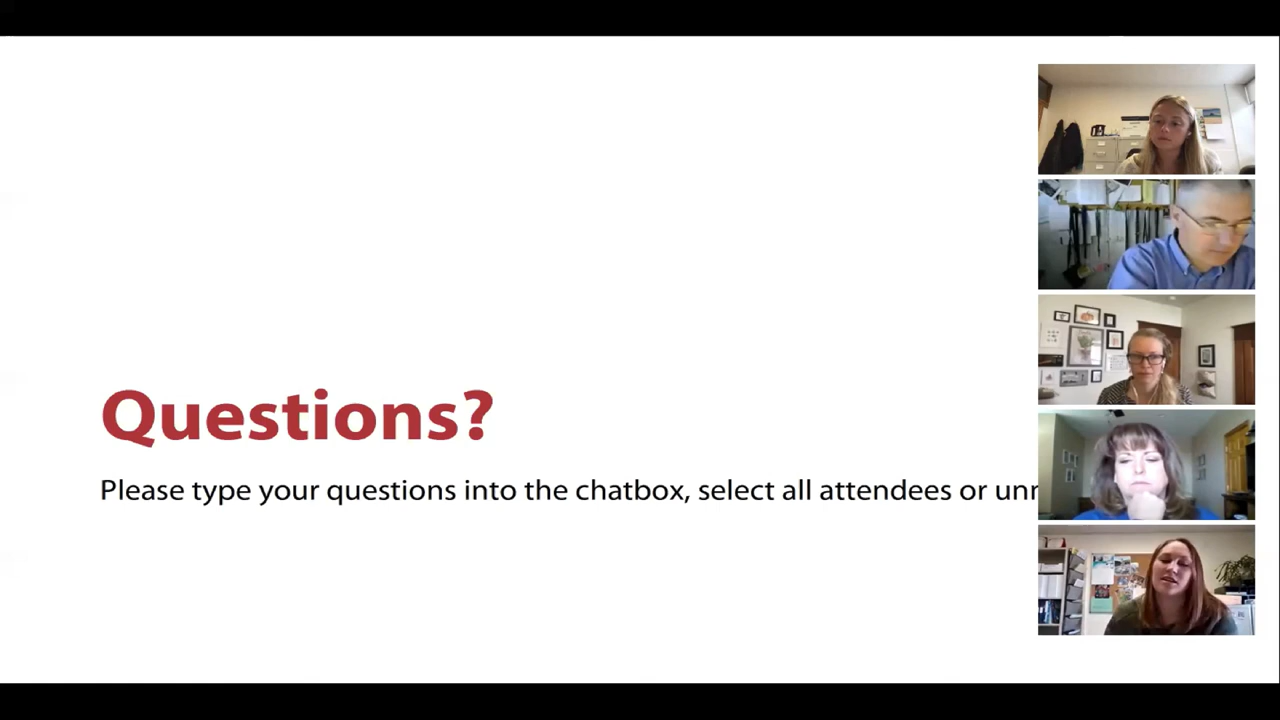 Questions?
Please type your questions into the chatbox, select all attendees or